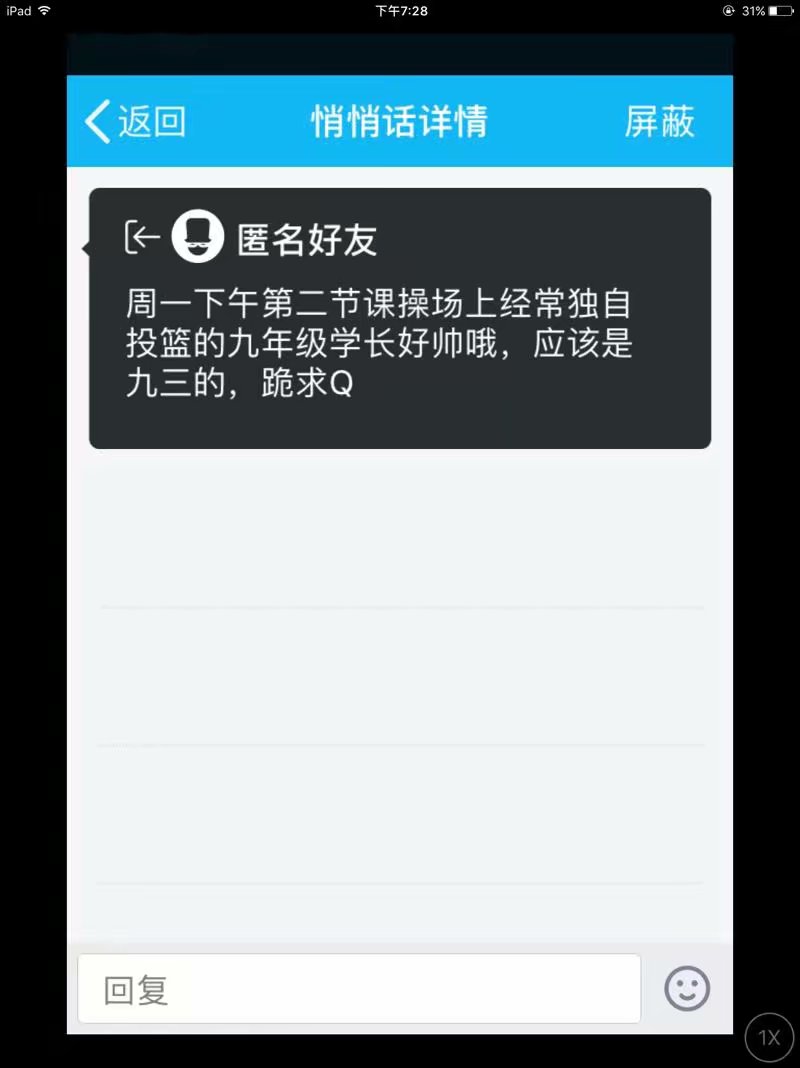 iPad 下午7:28 31%
返回 悄悄话详情 屏蔽
匿名好友
周一下午第二节课操场上经常独自
投篮的九年级学长好帅哦，应该是
九三的，跪求Q
回复
1X